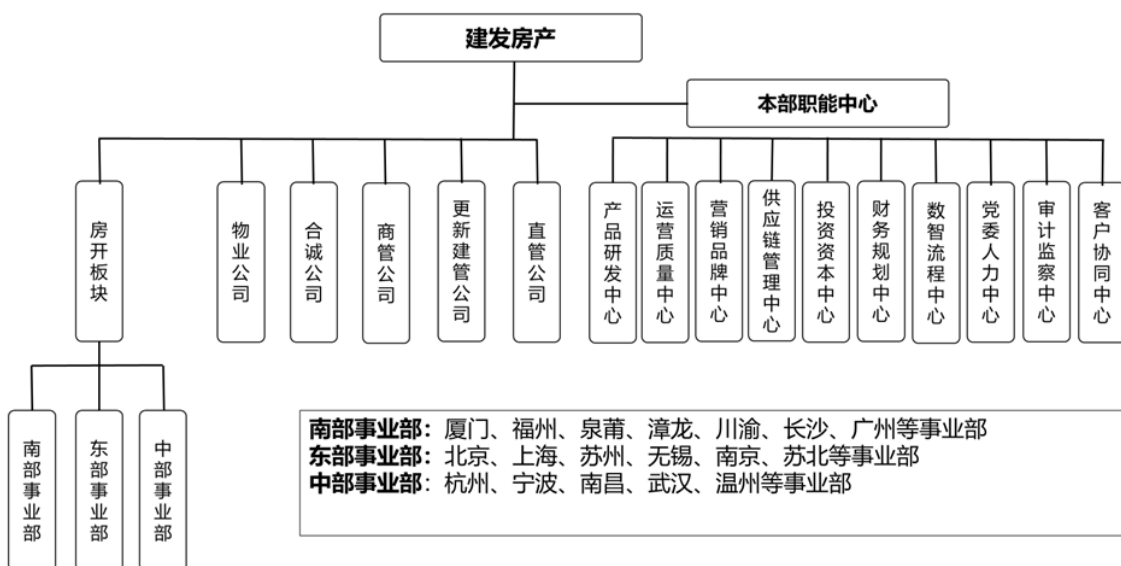 建发房产
本部职能中心
房开板块
物业公司
合诚公司
商管公司
更新建管公司
直管公司
产品研发中心
运营质量中心
营销品牌中心
供应链管理中心
投资资本中心
财务规划中心
数智流程中心
党委人力中心
审计监察中心
客户协同中心
南部事业部
东部事业部
中部事业部
南部事业部：厦门、福州、泉莆、漳龙、川渝、长沙、广州等事业部
东部事业部：北京、上海、苏州、无锡、南京、苏北等事业部
中部事业部：杭州、宁波、南昌、武汉、温州等事业部